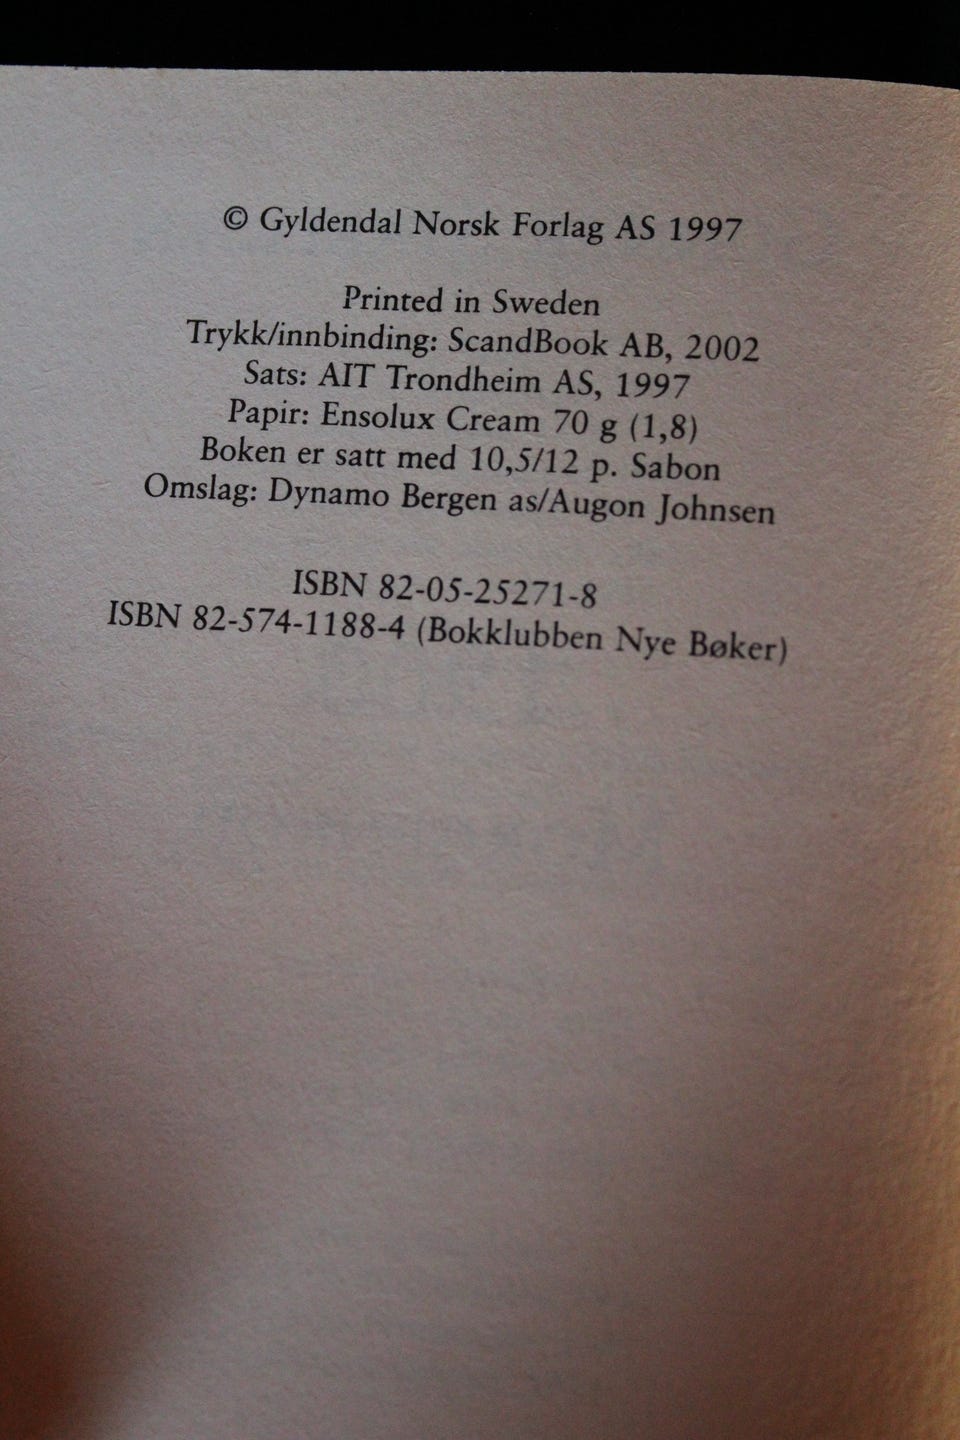 © Gyldendal Norsk Forlag AS 1997
Printed in Sweden
Trykk/innbinding: ScandBook AB, 2002
Sats: AIT Trondheim AS, 1997
Papir: Ensolux Cream 70 g (1,8)
Boken er satt med 10,5/12 p. Sabon
Omslag: Dynamo Bergen as/Augon Johnsen
ISBN 82-05-25271-8
ISBN 82-574-1188-4 (Bokklubben Nye Bøker)